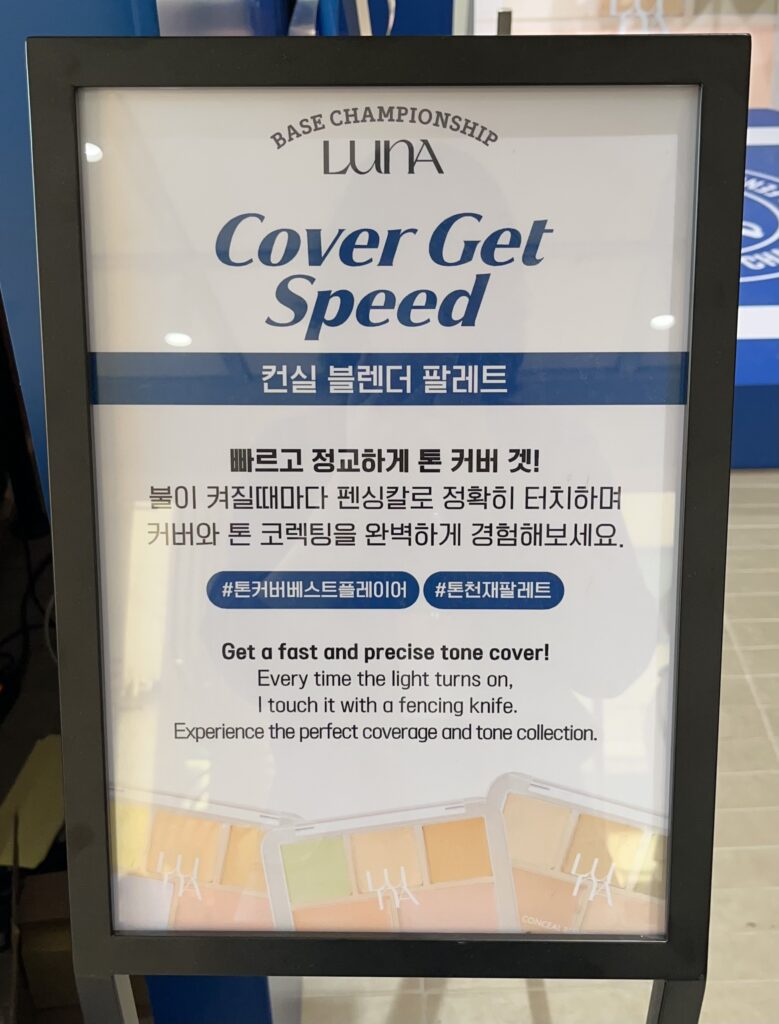 BASE CHAMPIONSHIP
LUNA
Cover Get
Speed
컨실 블렌더 팔레트
빠르고 정교하게 톤 커버 겟!
불이 켜질때마다 펜싱칼로 정확히 터치하며
커버와 톤 코렉팅을 완벽하게 경험해보세요.
#톤커버베스트플레이어 #톤천재팔레트
Get a fast and precise tone cover!
Every time the light turns on,
I touch it with a fencing knife.
Experience the perfect coverage and tone collection.
LUNA
LUNA
LUNA